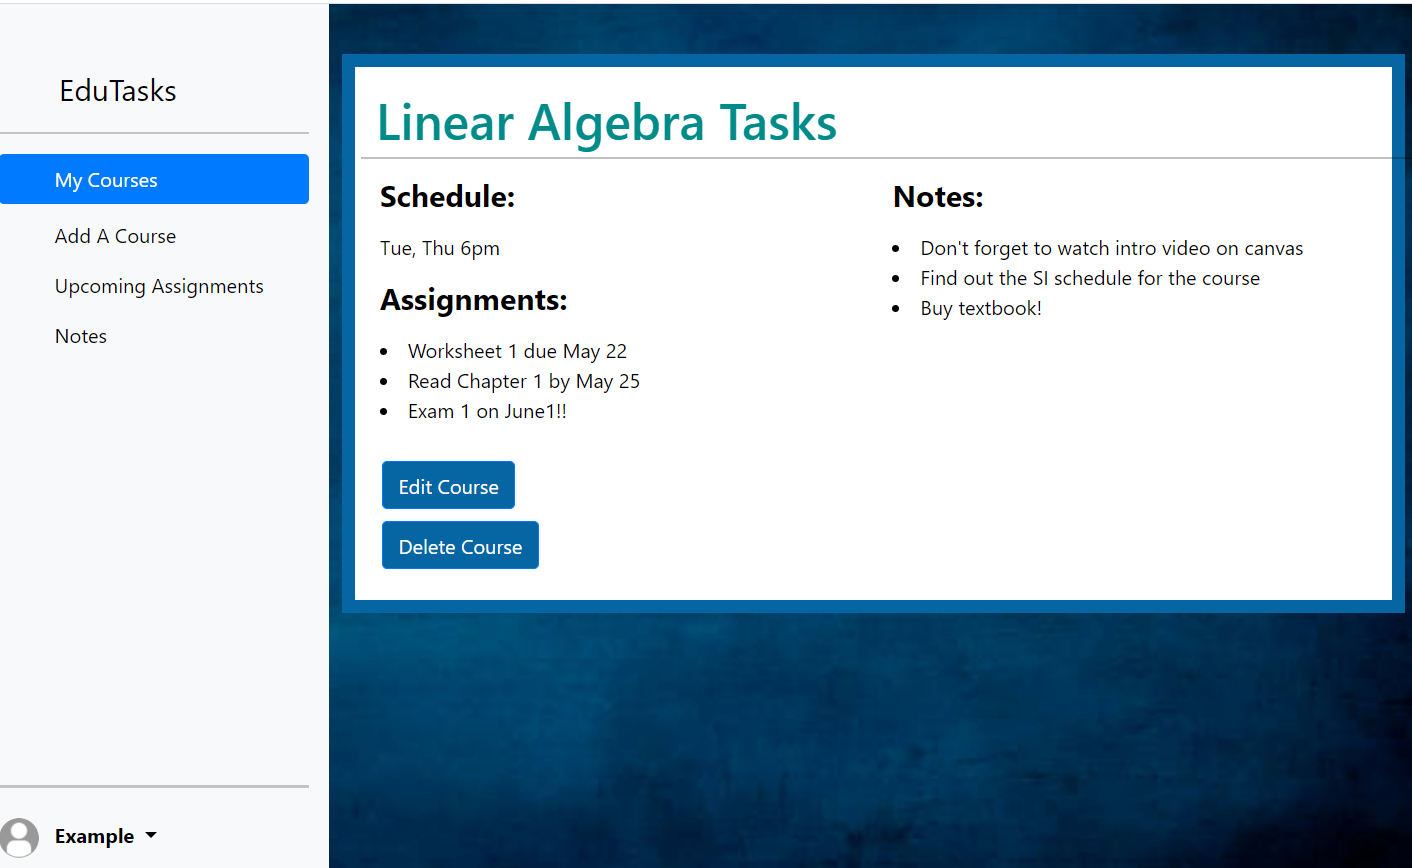 EduTasks
My Courses
Add A Course
Upcoming Assignments
Notes
Example
Linear Algebra Tasks
Schedule:
Tue, Thu 6pm
Assignments:
Worksheet 1 due May 22
Read Chapter 1 by May 25
Exam 1 on June1!!
Edit Course
Delete Course
Notes:
Don't forget to watch intro video on canvas
Find out the SI schedule for the course
Buy textbook!